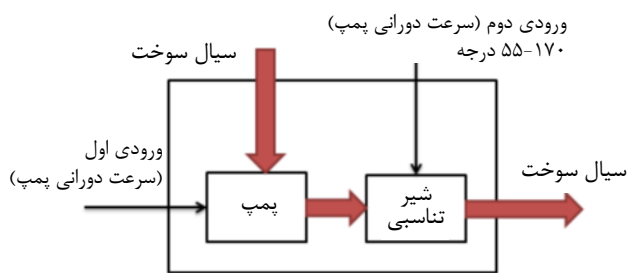 ورودی دوم (سرعت دورانی پمپ)
۵۵-۱۷۰ درجه
سیال سوخت
ورودی اول
(سرعت دورانی پمپ)
پمپ
شیر
تناسبی
سیال سوخت